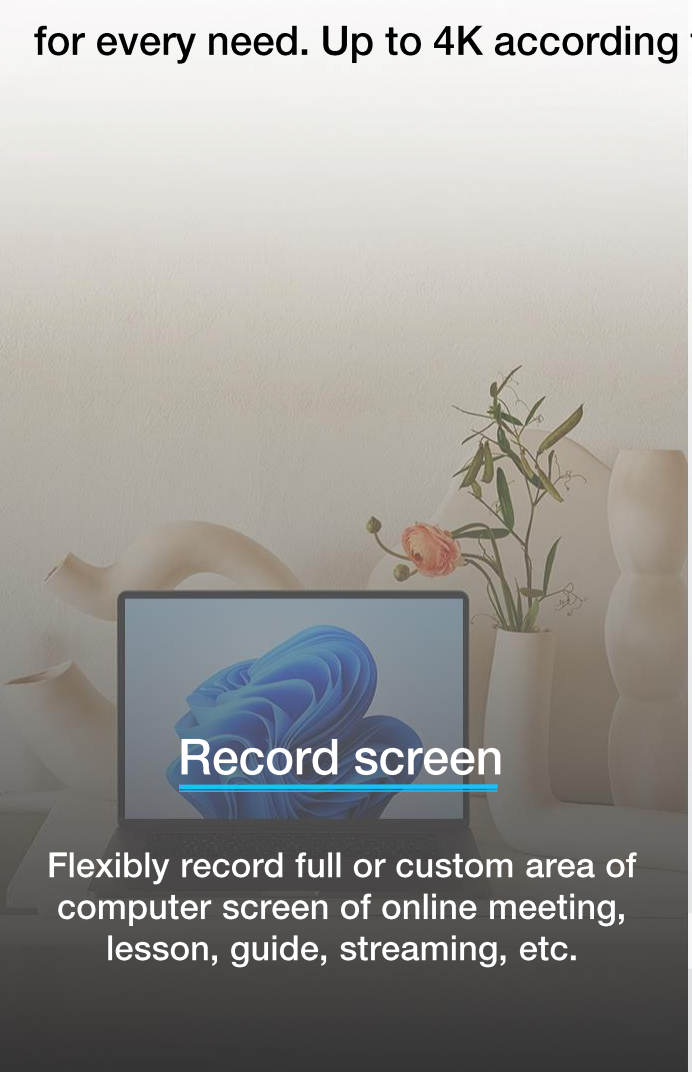 for every need. Up to 4K according
Record screen
Flexibly record full or custom area of
computer screen of online meeting,
lesson, guide, streaming, etc.